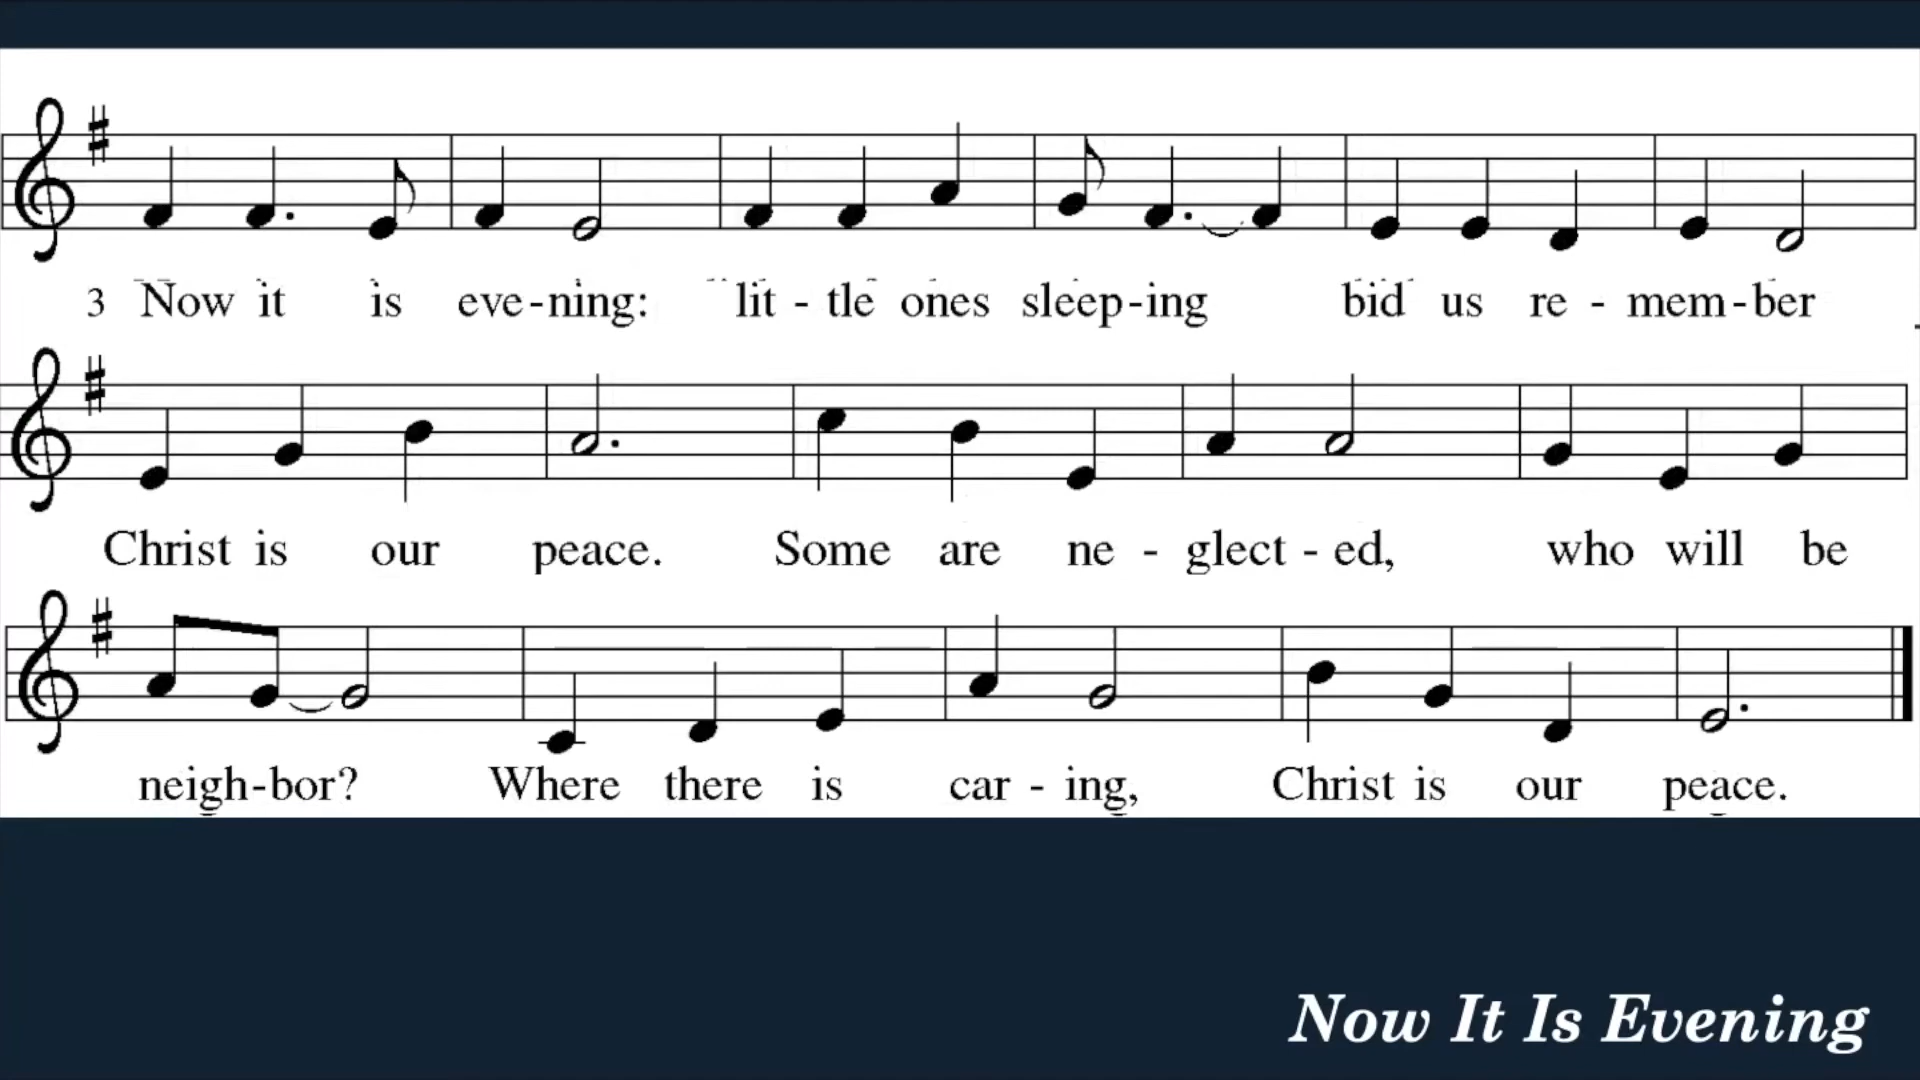 3 Now it is eve-ning: lit - tle ones sleep-ing bid us re - mem-ber
Christ is our peace. Some are ne - glect - ed, who will be
neigh-bor? Where there is car - ing, Christ is our peace.
Now It Is Evening